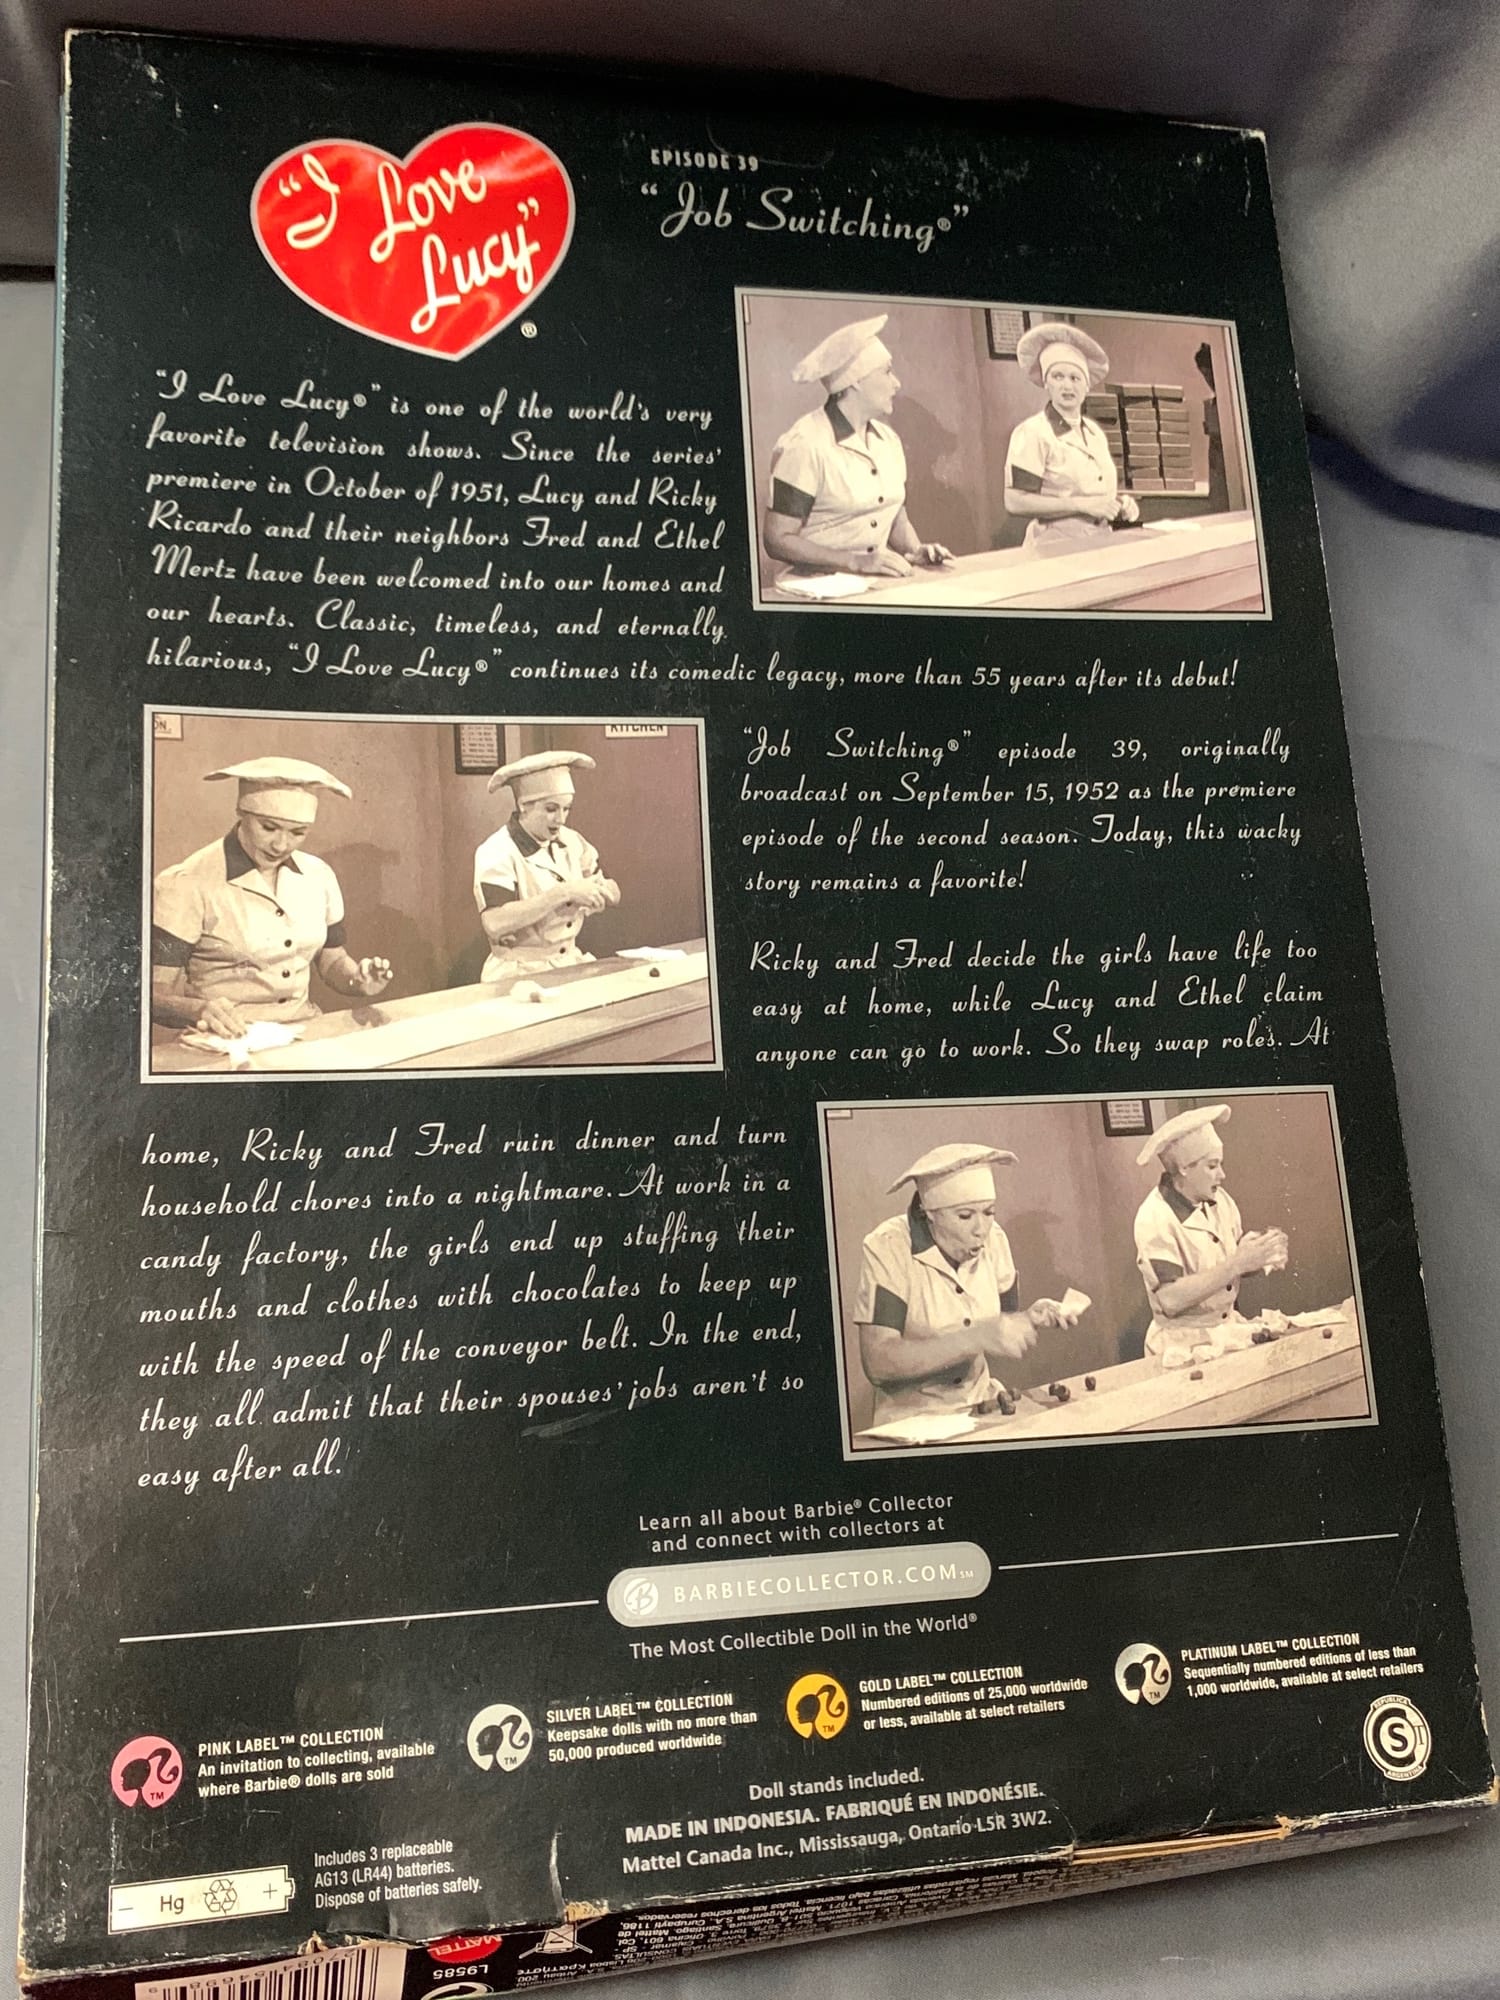 "I Love
Lucy"
®
EPISODE 39
"Job Switching®"
"I Love Lucy®" is one of the world's very
favorite television shows. Since the series'
premiere in October of 1951, Lucy and Ricky
Ricardo and their neighbors Fred and Ethel
Mertz have been welcomed into our homes and
our hearts. Classic, timeless, and eternally
hilarious, "I Love Lucy®" continues its comedic legacy, more than 55 years after its debut!
KITCHEN
"Job Switching®" episode 39, originally
broadcast on September 15, 1952 as the premiere
episode of the second season. Today, this wacky
story remains a favorite!
Ricky and Fred decide the girls have life too
easy at home, while Lucy and Ethel claim
anyone can go to work. So they swap roles. At
home, Ricky and Fred ruin dinner and turn
household chores into a nightmare. At work in a
candy factory, the girls end up stuffing their
mouths and clothes with chocolates to keep up
with the speed of the conveyor belt. In the end,
they all admit that their spouses' jobs aren't so
easy after all.
Learn all about Barbie® Collector
and connect with collectors at
B BARBIECOLLECTOR.COM SM
The Most Collectible Doll in the World®
PINK LABEL™ COLLECTION
An invitation to collecting, available
where Barbie® dolls are sold
TM
SILVER LABEL™ COLLECTION
Keepsake dolls with no more than
50,000 produced worldwide
TM
GOLD LABEL™ COLLECTION
Numbered editions of 25,000 worldwide
or less, available at select retailers
TM
PLATINUM LABEL™ COLLECTION
Sequentially numbered editions of less than
1,000 worldwide, available at select retailers
TM
REPUBLICA
S
ARGENTINA
Doll stands included.
MADE IN INDONESIA. FABRIQUÉ EN INDONÉSIE.
Mattel Canada Inc., Mississauga, Ontario L5R 3W2.
- Hg +
Includes 3 replaceable
AG13 (LR44) batteries.
Dispose of batteries safely.
MATTEL
L9585